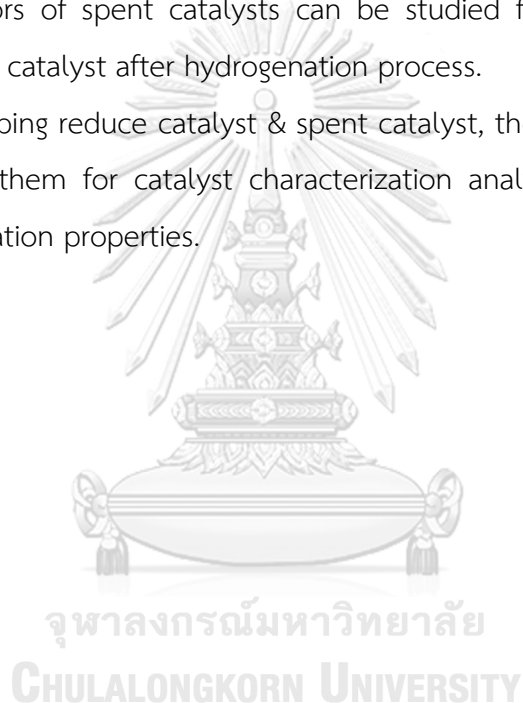 ors of spent catalysts can be studied f
catalyst after hydrogenation process.
ping reduce catalyst & spent catalyst, the
them for catalyst characterization anal
ation properties.
จุฬาลงกรณ์มหาวิทยาลัย
CHULALONGKORN UNIVERSITY